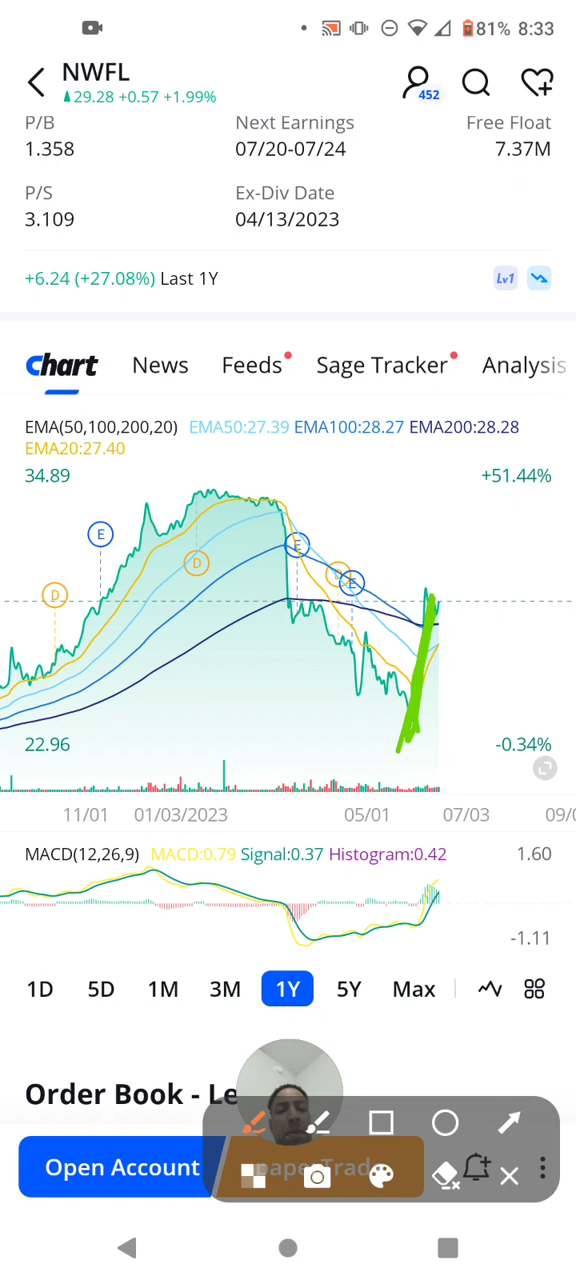 81% 8:33
NWFL
29.28 +0.57 +1.99%
452
P/B Next Earnings Free Float
1.358 07/20-07/24 7.37M
P/S Ex-Div Date
3.109 04/13/2023
+6.24 (+27.08%) Last 1Y Lv1
Chart News Feeds Sage Tracker Analysis
EMA(50,100,200,20) EMA50:27.39 EMA100:28.27 EMA200:28.28
EMA20:27.40
34.89 +51.44%
E
E
D
E
D
22.96 -0.34%
11/01 01/03/2023 05/01 07/03 09/0
MACD(12,26,9) MACD:0.79 Signal:0.37 Histogram:0.42 1.60
-1.11
1D 5D 1M 3M 1Y 5Y Max
Order Book - Le
Open Account paper Trad